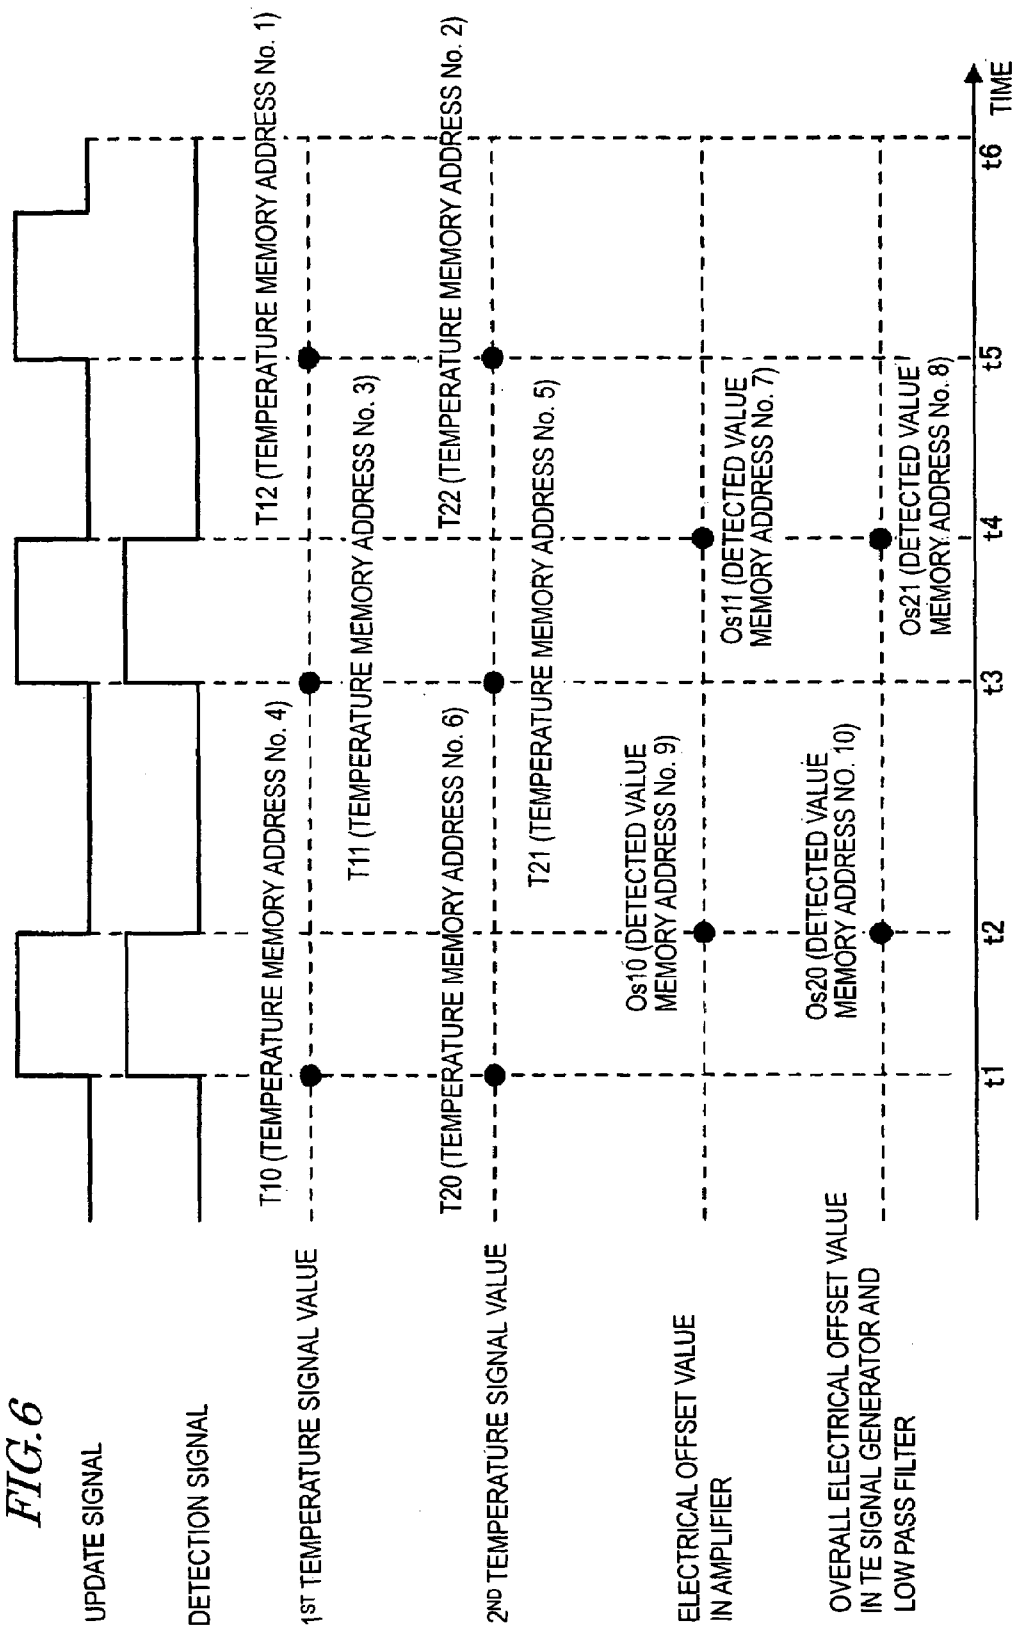 FIG.6
UPDATE SIGNAL
DETECTION SIGNAL
1ST TEMPERATURE SIGNAL VALUE
T10 (TEMPERATURE MEMORY ADDRESS No. 4)
T11 (TEMPERATURE MEMORY ADDRESS No. 3)
T12 (TEMPERATURE MEMORY ADDRESS No. 1)
2ND TEMPERATURE SIGNAL VALUE
T20 (TEMPERATURE MEMORY ADDRESS No. 6)
T21 (TEMPERATURE MEMORY ADDRESS No. 5)
T22 (TEMPERATURE MEMORY ADDRESS No. 2)
ELECTRICAL OFFSET VALUE
IN AMPLIFIER
Os10 (DETECTED VALUE
MEMORY ADDRESS No. 9)
Os11 (DETECTED VALUE
MEMORY ADDRESS No. 7)
OVERALL ELECTRICAL OFFSET VALUE
IN TE SIGNAL GENERATOR AND
LOW PASS FILTER
Os20 (DETECTED VALUE
MEMORY ADDRESS NO. 10)
Os21 (DETECTED VALUE
MEMORY ADDRESS No. 8)
t1
t2
t3
t4
t5
t6
TIME